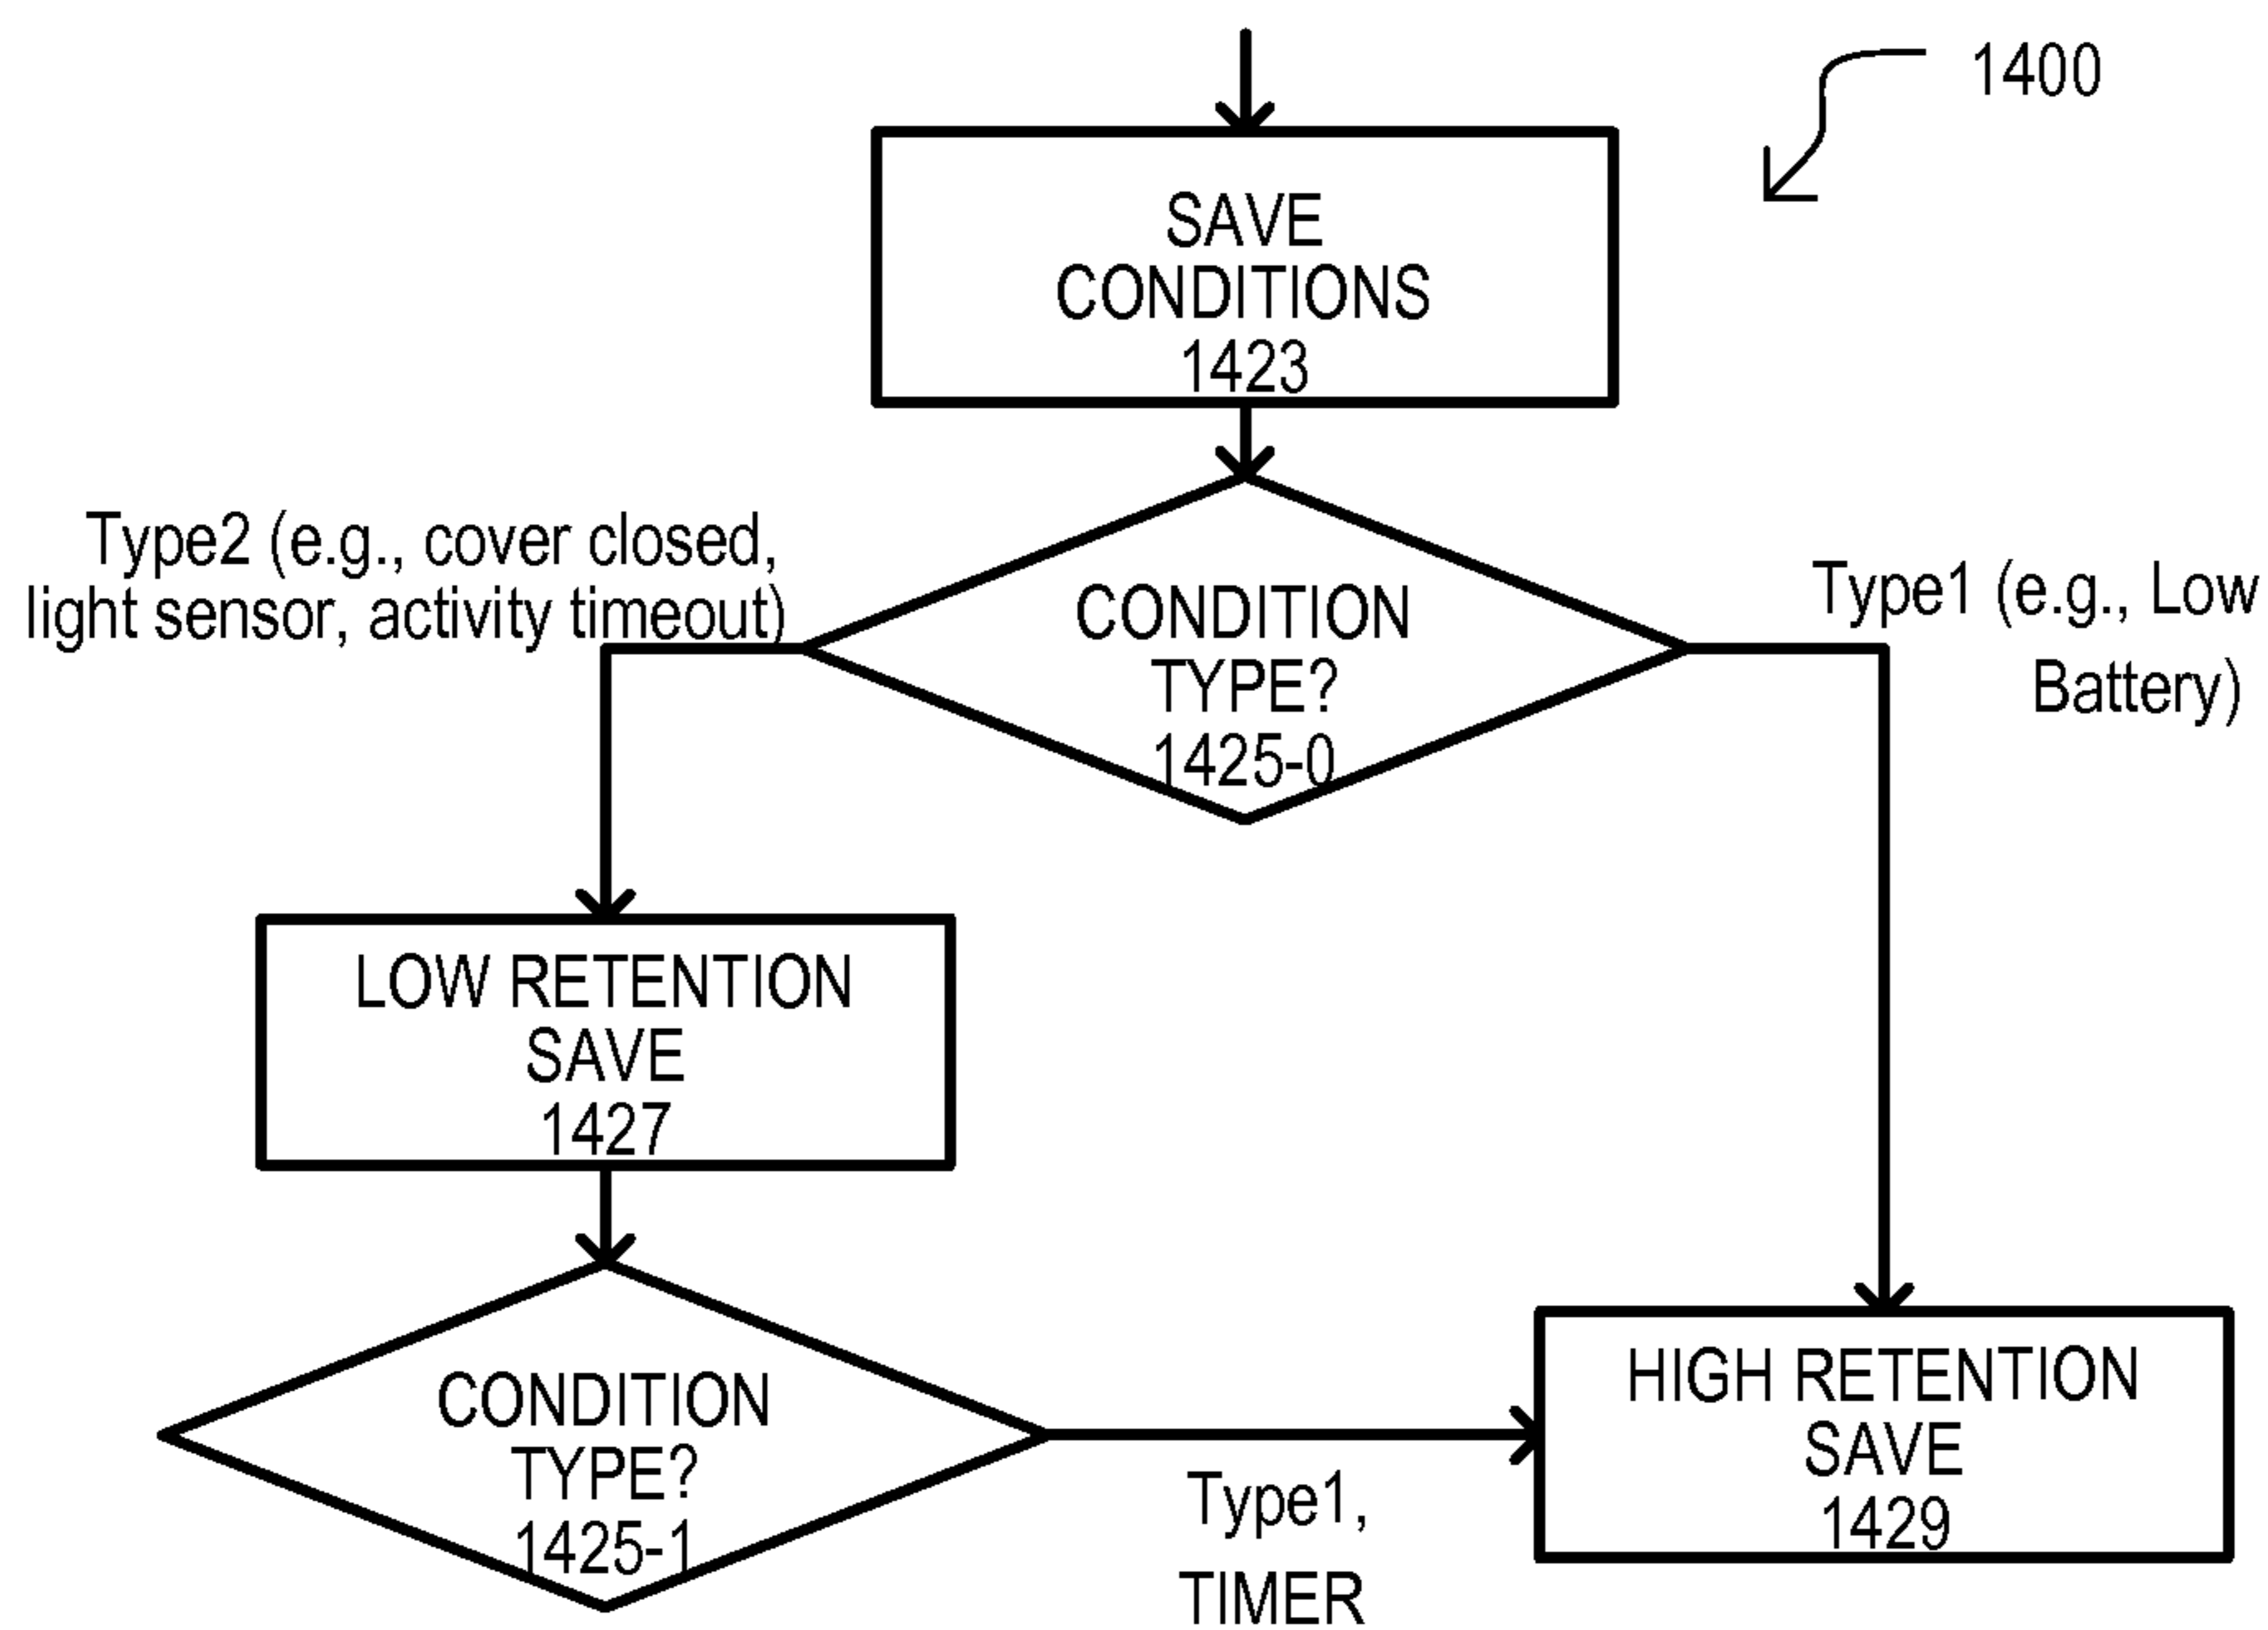 1400
SAVE
CONDITIONS
1423
Type2 (e.g., cover closed,
light sensor, activity timeout)
CONDITION
TYPE?
1425-0
Type1 (e.g., Low
Battery)
LOW RETENTION
SAVE
1427
CONDITION
TYPE?
1425-1
Type1,
TIMER
HIGH RETENTION
SAVE
1429